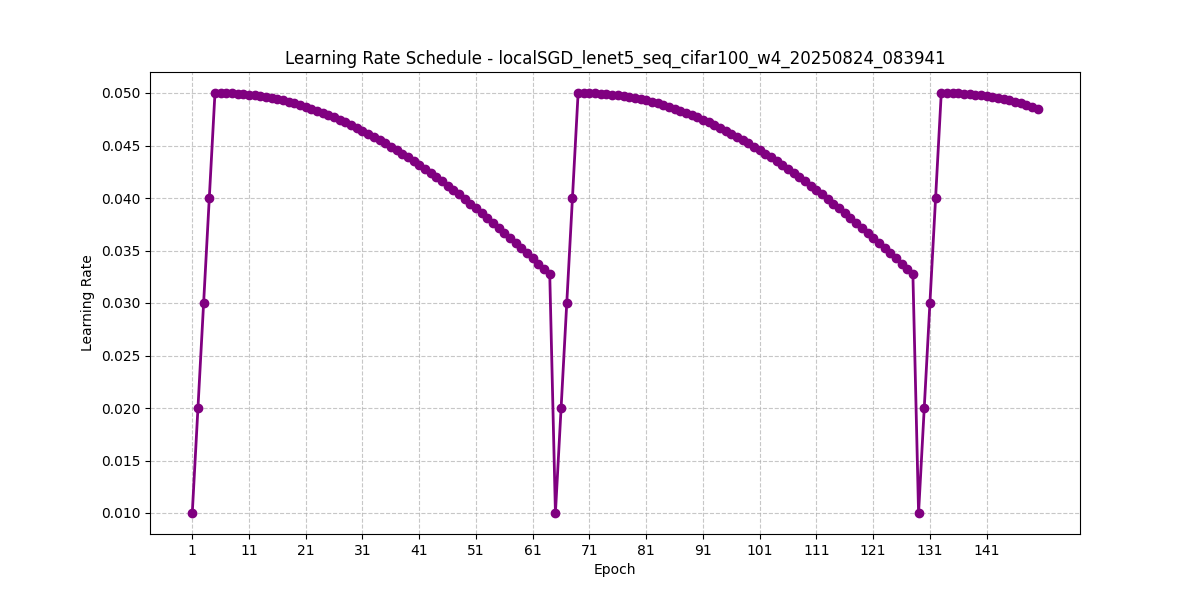 Learning Rate Schedule - localSGD_lenet5_seq_cifar100_w4_20250824_083941
0.050
0.045
0.040
0.035
0.030
0.025
0.020
0.015
0.010
Learning Rate
1 11 21 31 41 51 61 71 81 91 101 111 121 131 141
Epoch